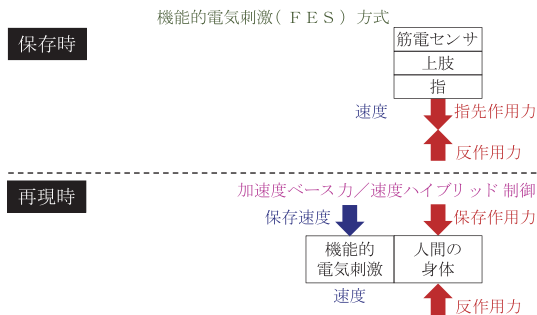 機能的電気刺激(FES)方式
保存時
筋電センサ
上肢
指
速度
指先作用力
反作用力
再現時
加速度ベース力/速度ハイブリッド制御
保存速度
保存作用力
機能的
電気刺激
人間の
身体
速度
反作用力